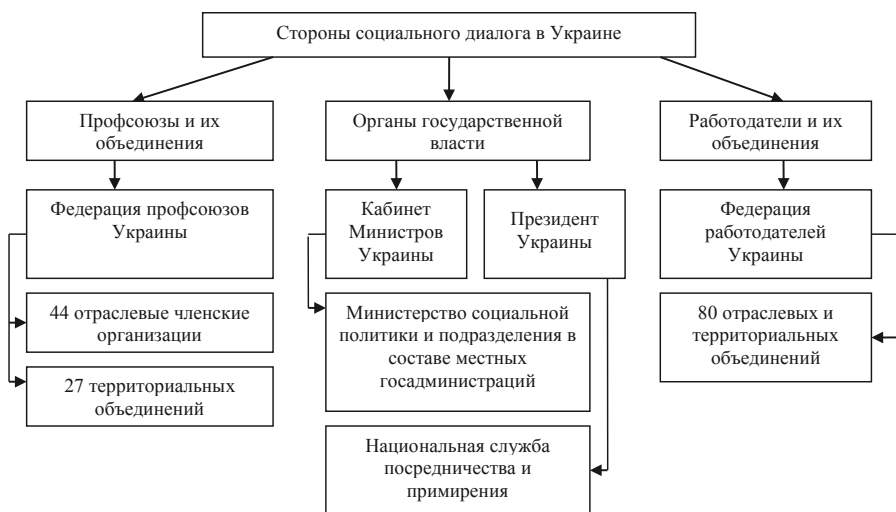 Стороны социального диалога в Украине
Профсоюзы и их
объединения
Органы государственной
власти
Работодатели и их
объединения
Федерация профсоюзов
Украины
Кабинет
Министров
Украины
Президент
Украины
Федерация
работодателей
Украины
44 отраслевые членские
организации
Министерство социальной
политики и подразделения в
составе местных
госадминистраций
80 отраслевых и
территориальных
объединений
27 территориальных
объединений
Национальная служба
посредничества и
примирения